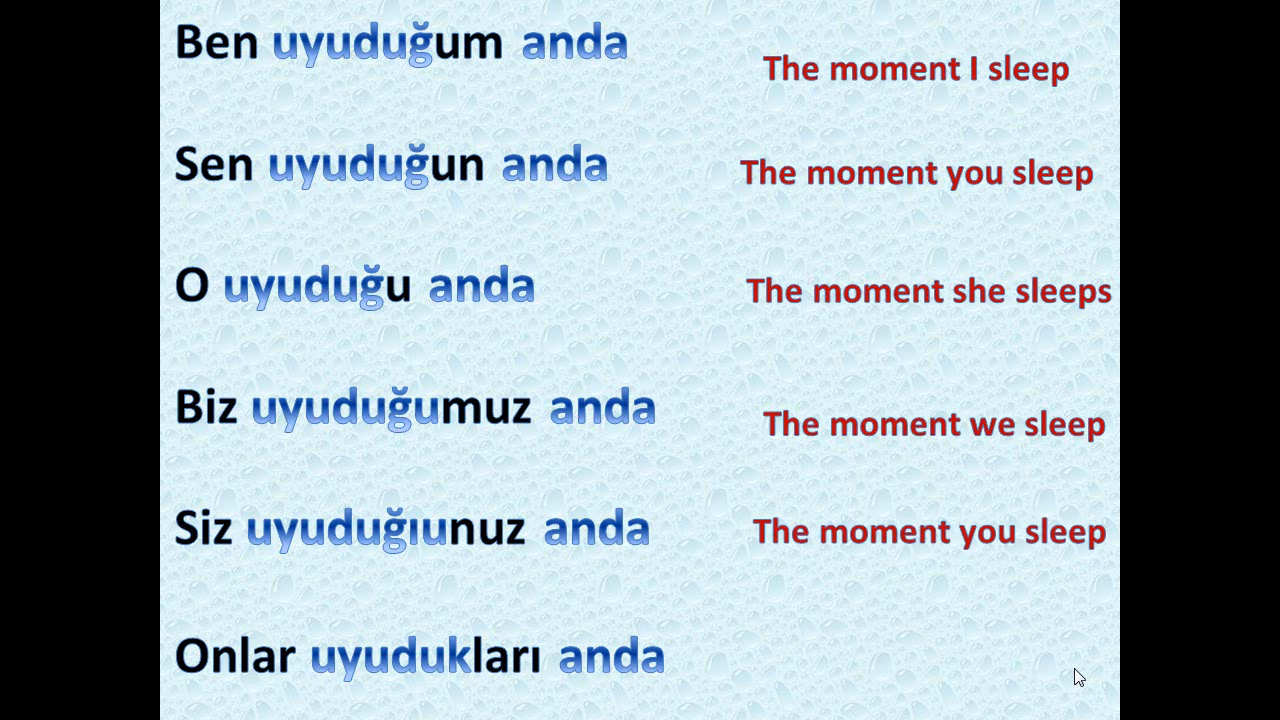 Ben uyuduğum anda
The moment I sleep
Sen uyuduğun anda
The moment you sleep
O uyuduğu anda
The moment she sleeps
Biz uyuduğumuz anda
The moment we sleep
Siz uyuduğıunuz anda
The moment you sleep
Onlar uyudukları anda